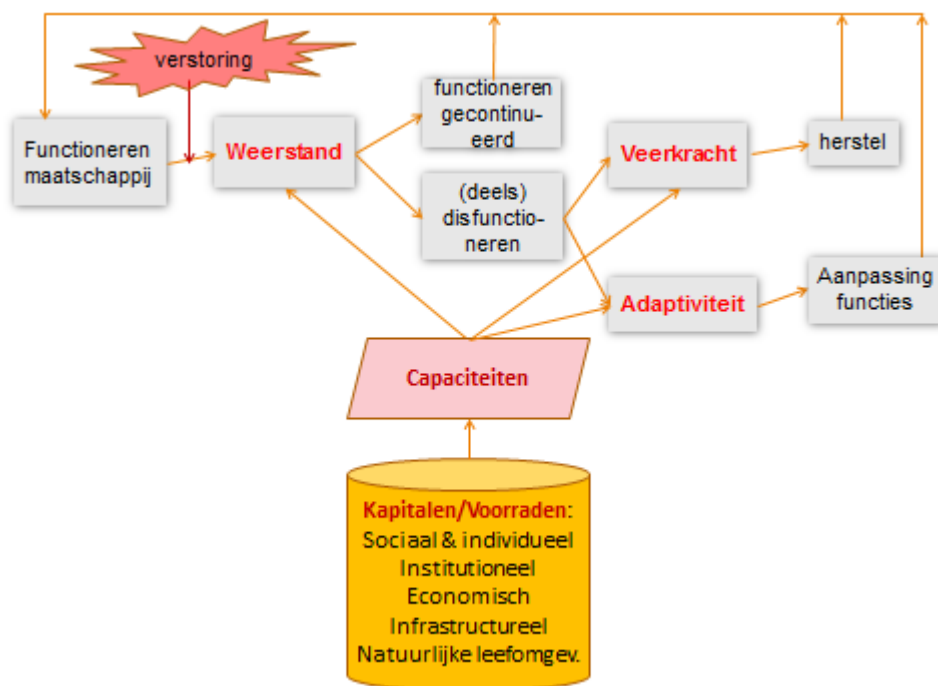 verstoring
Functioneren
maatschappij
Weerstand
functioneren
gecontinu-
eerd
(deels)
disfunctio-
neren
Veerkracht
herstel
Adaptiviteit
Aanpassing
functies
Capaciteiten
Kapitalen/Voorraden:
Sociaal & individueel
Institutioneel
Economisch
Infrastructureel
Natuurlijke leefomgev.